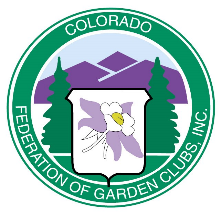 COLORADO
FEDERATION OF GARDEN CLUBS, INC.